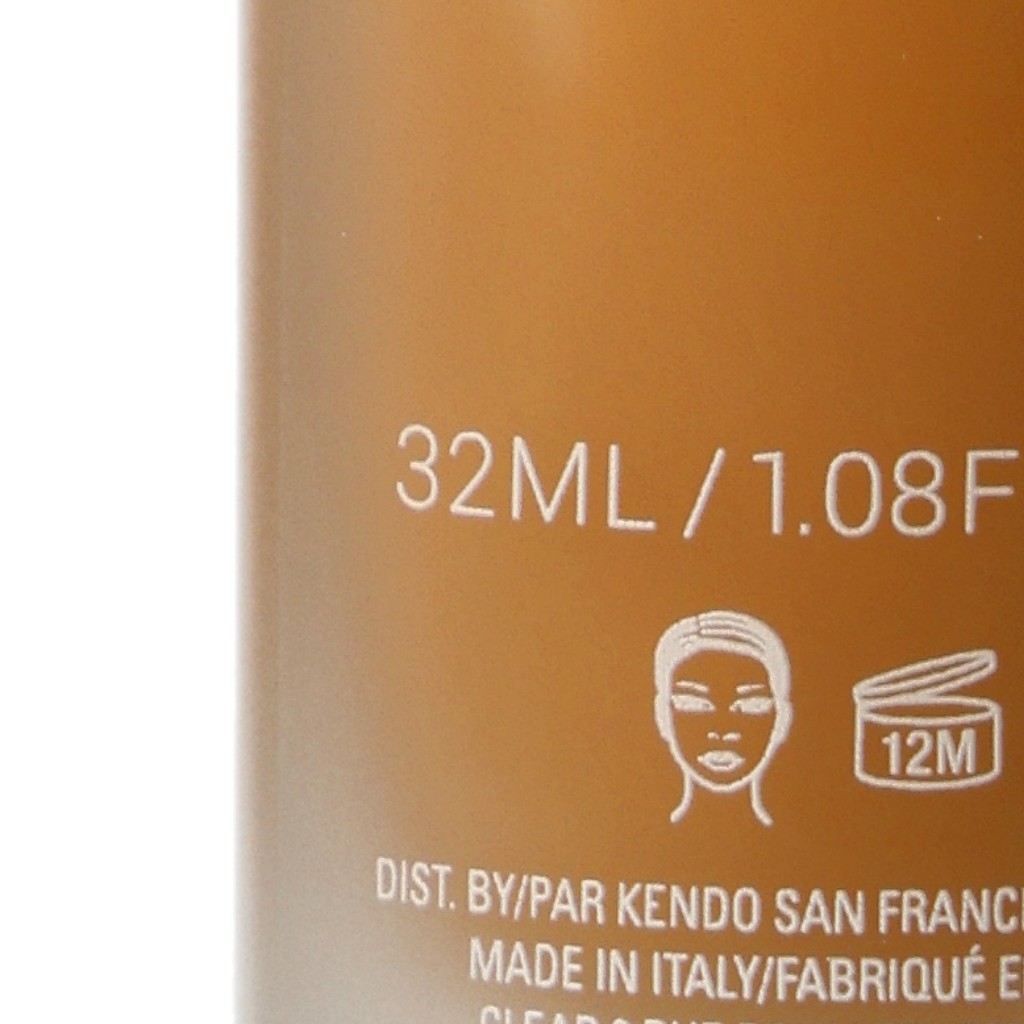 32ML / 1.08F
12M
DIST. BY/PAR KENDO SAN FRANC
MADE IN ITALY/FABRIQUÉ E